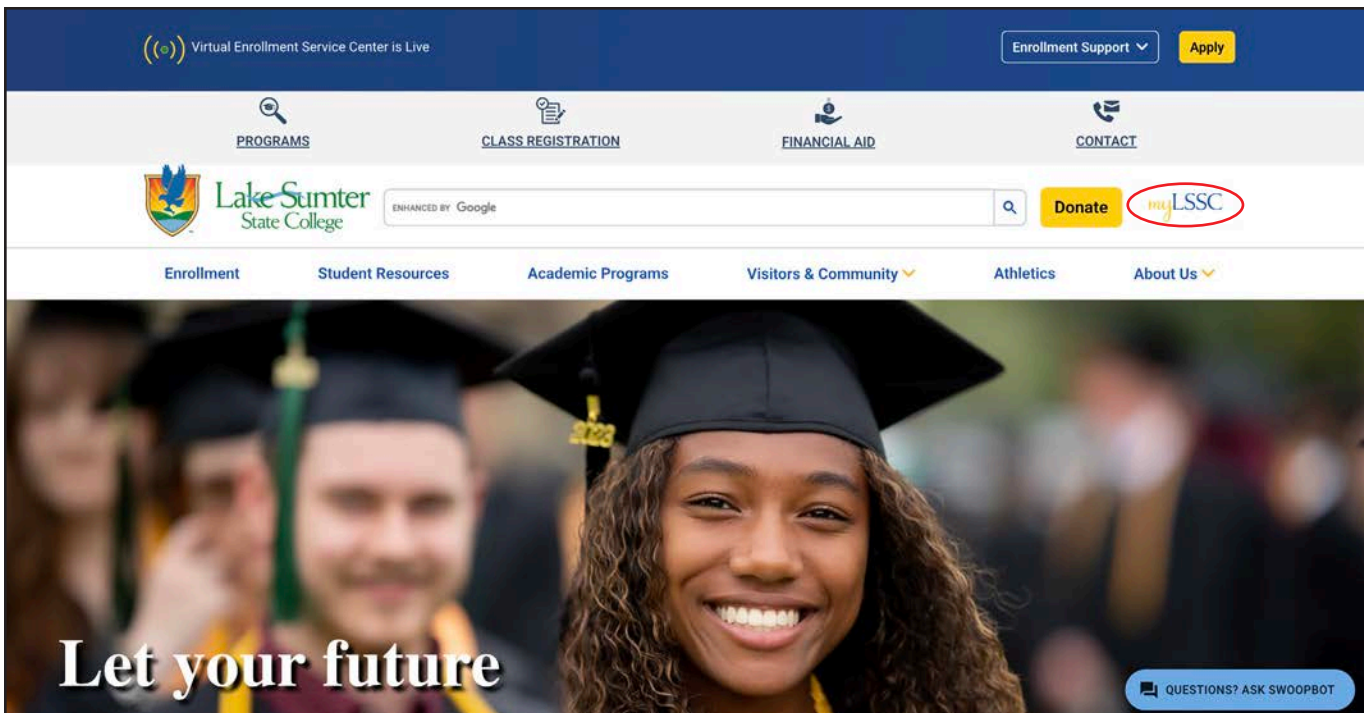 Virtual Enrollment Service Center is Live
Enrollment Support
Apply
PROGRAMS
CLASS REGISTRATION
FINANCIAL AID
CONTACT
Lake-Sumter
State College
ENHANCED BY Google
Donate
myLSSC
Enrollment
Student Resources
Academic Programs
Visitors & Community
Athletics
About Us
2023
Let your future
QUESTIONS? ASK SWOOPBOT